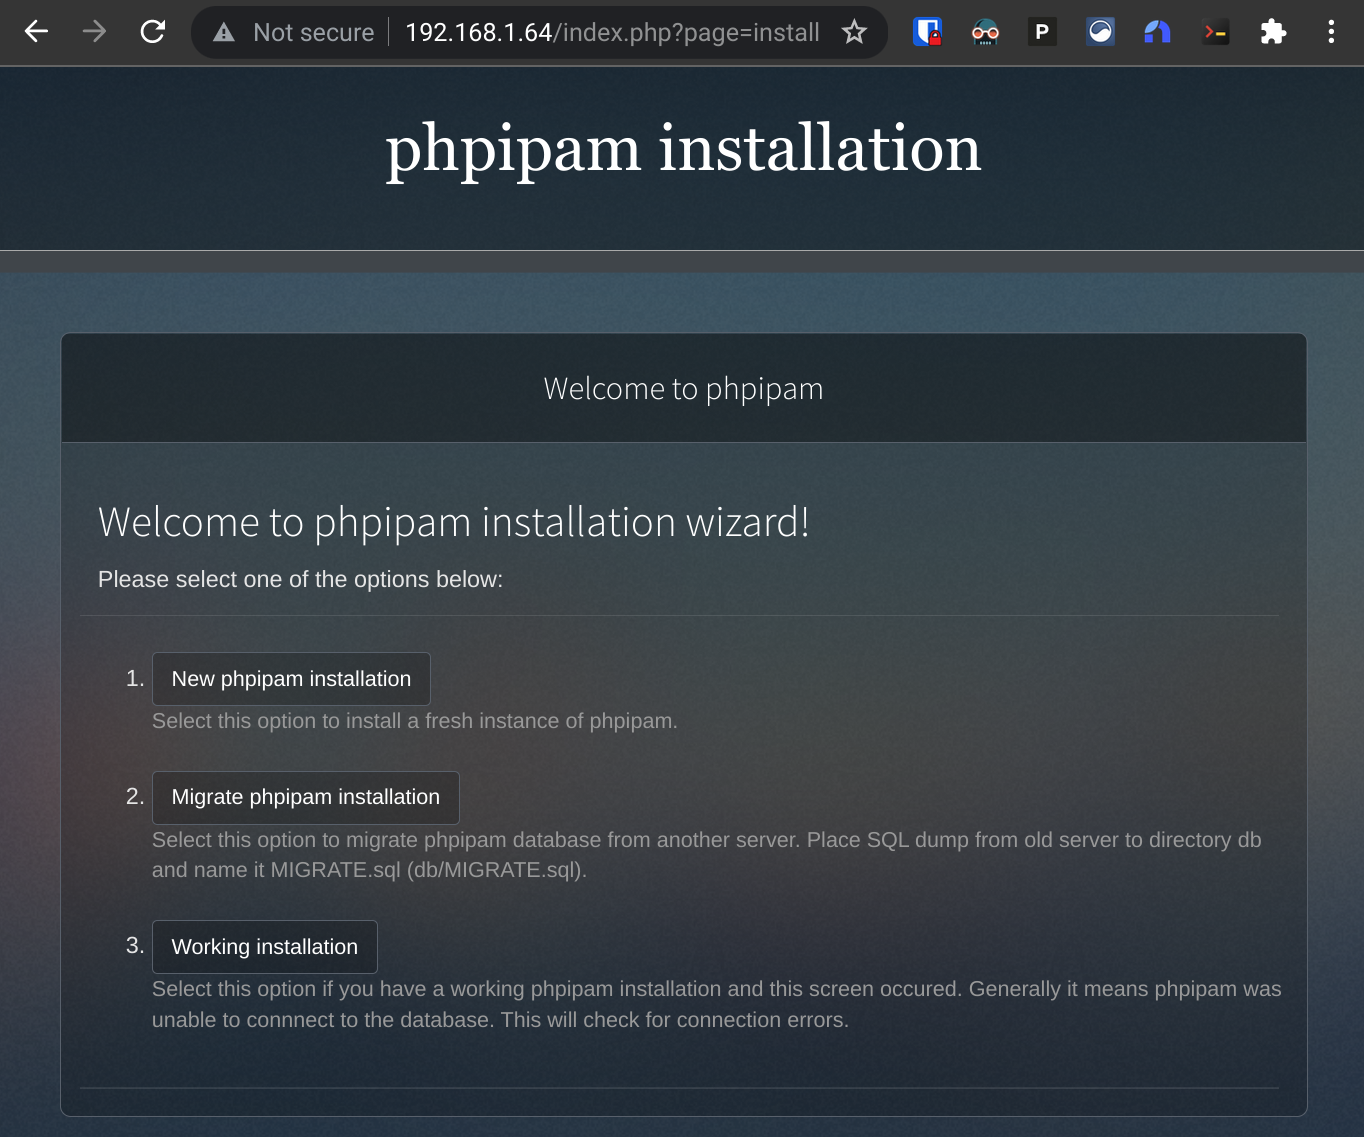 Not secure 192.168.1.64/index.php?page=install
P
phpipam installation
Welcome to phpipam
Welcome to phpipam installation wizard!
Please select one of the options below:
1. New phpipam installation
Select this option to install a fresh instance of phpipam.
2. Migrate phpipam installation
Select this option to migrate phpipam database from another server. Place SQL dump from old server to directory db
and name it MIGRATE.sql (db/MIGRATE.sql).
3. Working installation
Select this option if you have a working phpipam installation and this screen occured. Generally it means phpipam was
unable to connnect to the database. This will check for connection errors.